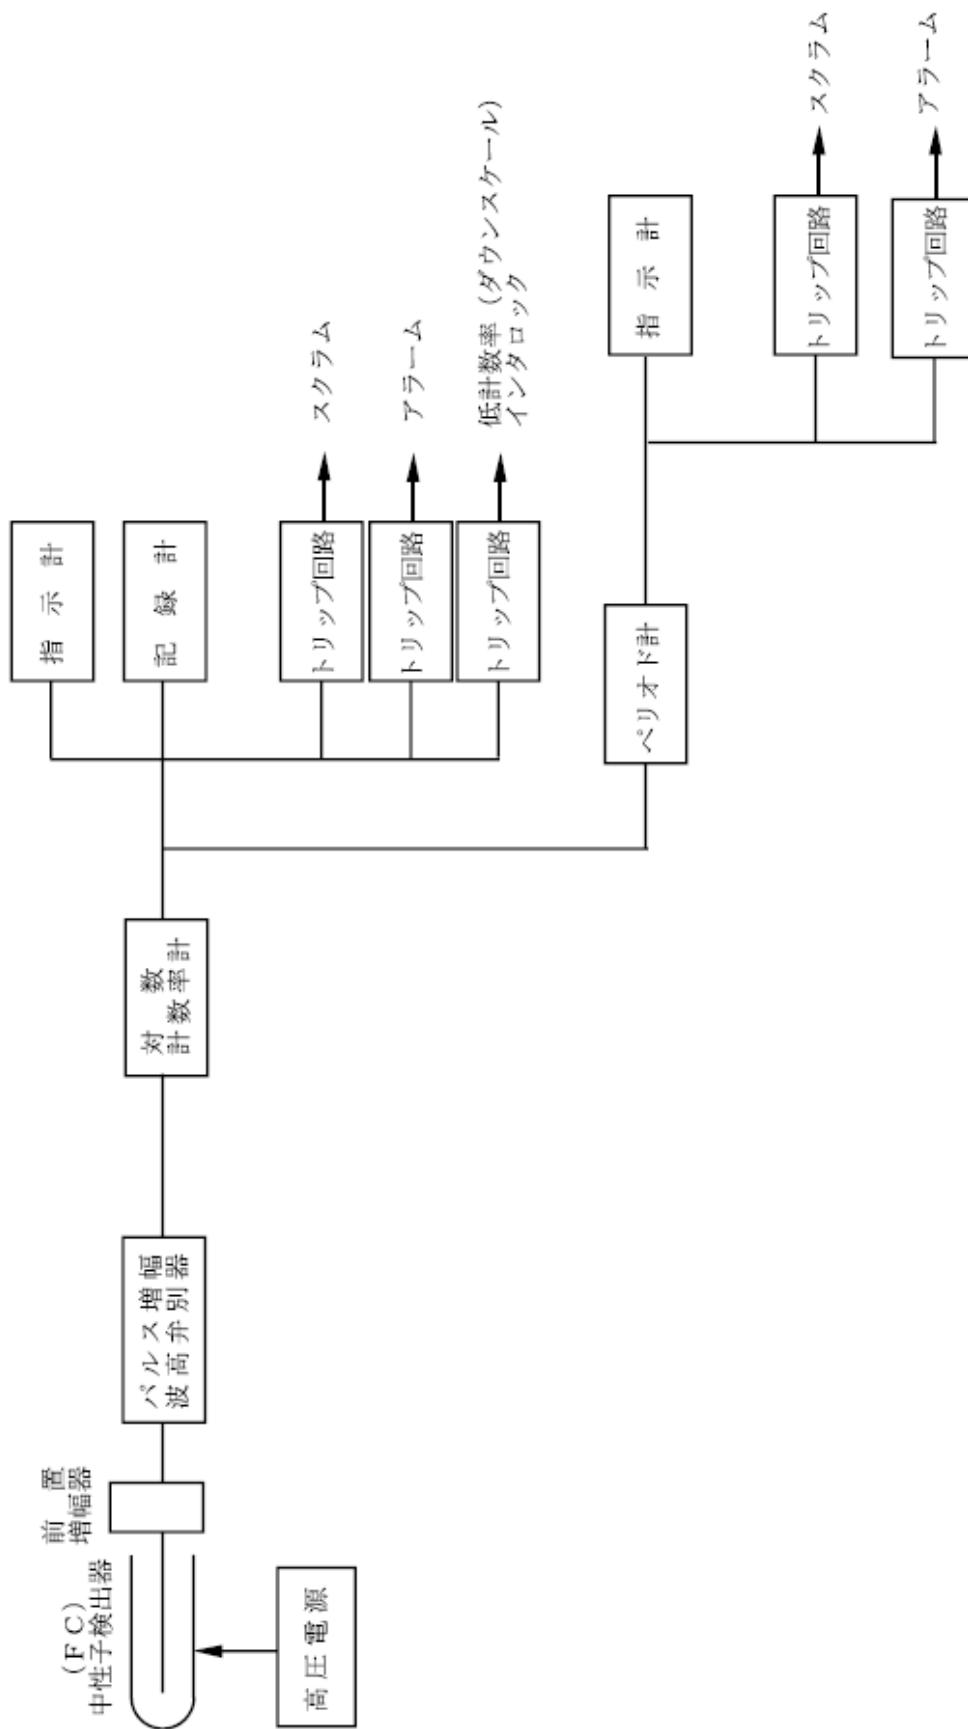 中性子検出器
(ＦＣ)
前置
増幅器
高圧電源
パルス増幅
波高弁別器
対数
計数率計
指示計
記録計
トリップ回路
スクラム
トリップ回路
アラーム
トリップ回路
低計数率(ダウンスケール)
インタロック
ペリオド計
指示計
トリップ回路
スクラム
トリップ回路
アラーム